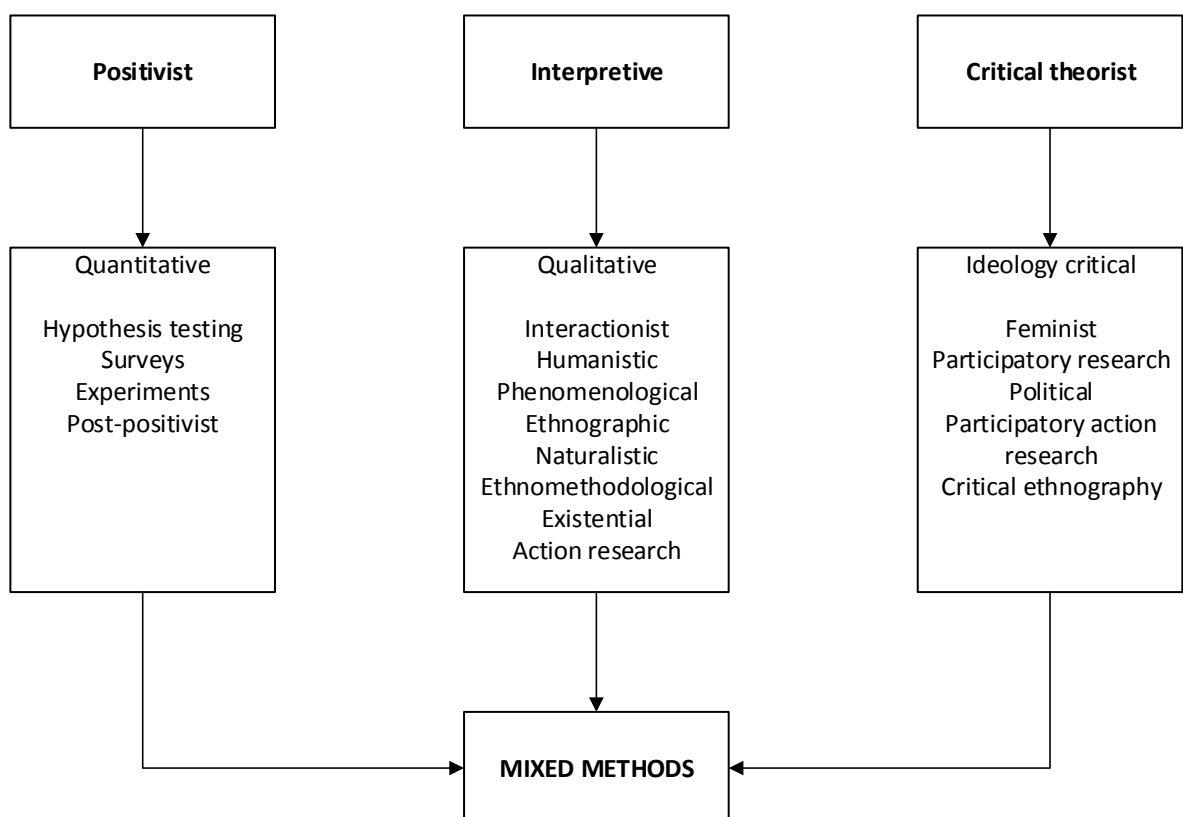 Positivist
Interpretive
Critical theorist
Quantitative
Hypothesis testing
Surveys
Experiments
Post-positivist
Qualitative
Interactionist
Humanistic
Phenomenological
Ethnographic
Naturalistic
Ethnomethodological
Existential
Action research
Ideology critical
Feminist
Participatory research
Political
Participatory action
research
Critical ethnography
MIXED METHODS